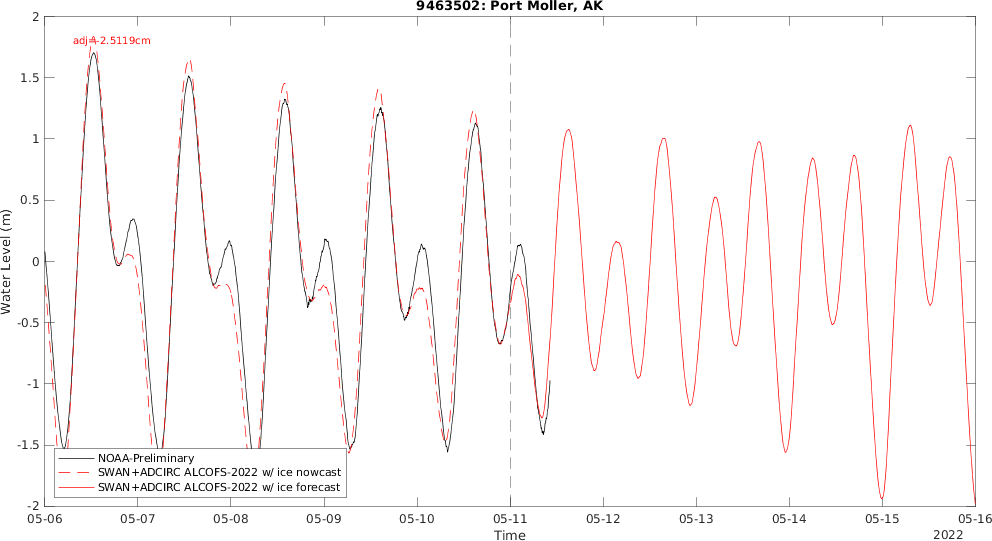 9463502: Port Moller, AK
adj=-2.5119cm
Water Level (m)
2
1.5
1
0.5
0
-0.5
-1
-1.5
-2
NOAA-Preliminary
SWAN+ADCIRC ALCOFS-2022 w/ ice nowcast
SWAN+ADCIRC ALCOFS-2022 w/ ice forecast
05-06 05-07 05-08 05-09 05-10 05-11 05-12 05-13 05-14 05-15 05-16
Time
2022